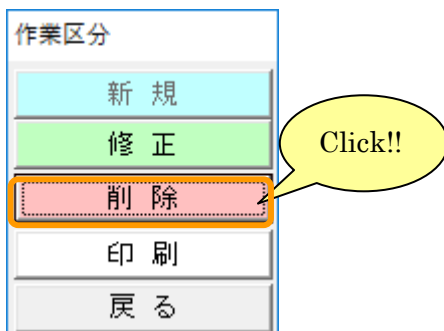 作業区分
新 規
修 正
Click!!
削 除
印 刷
戻 る